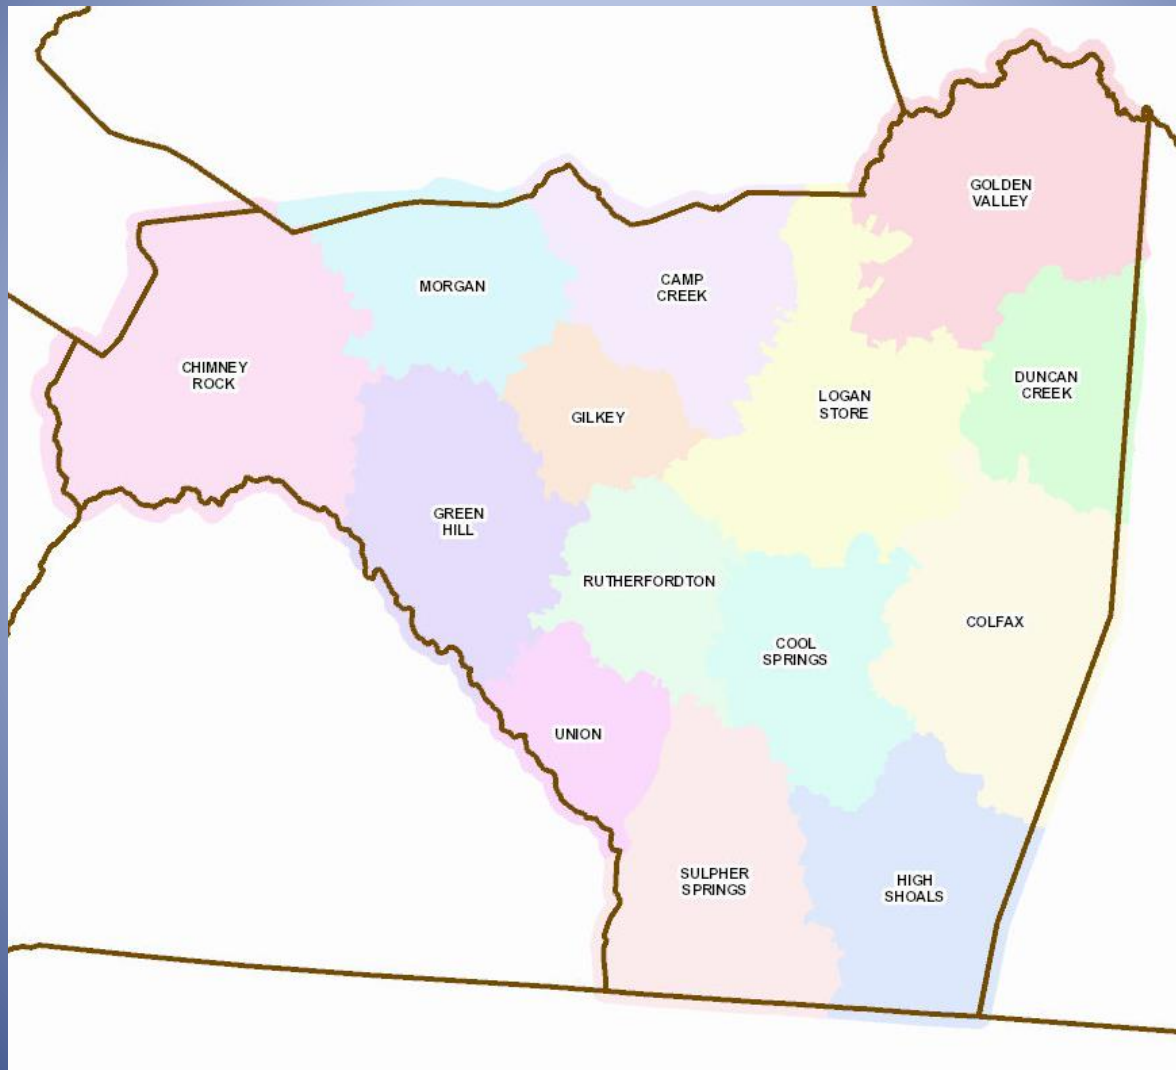 GOLDEN
VALLEY
MORGAN
CAMP
CREEK
CHIMNEY
ROCK
DUNCAN
CREEK
LOGAN
STORE
GILKEY
GREEN
HILL
RUTHERFORDTON
COLFAX
COOL
SPRINGS
UNION
SULPHER
SPRINGS
HIGH
SHOALS